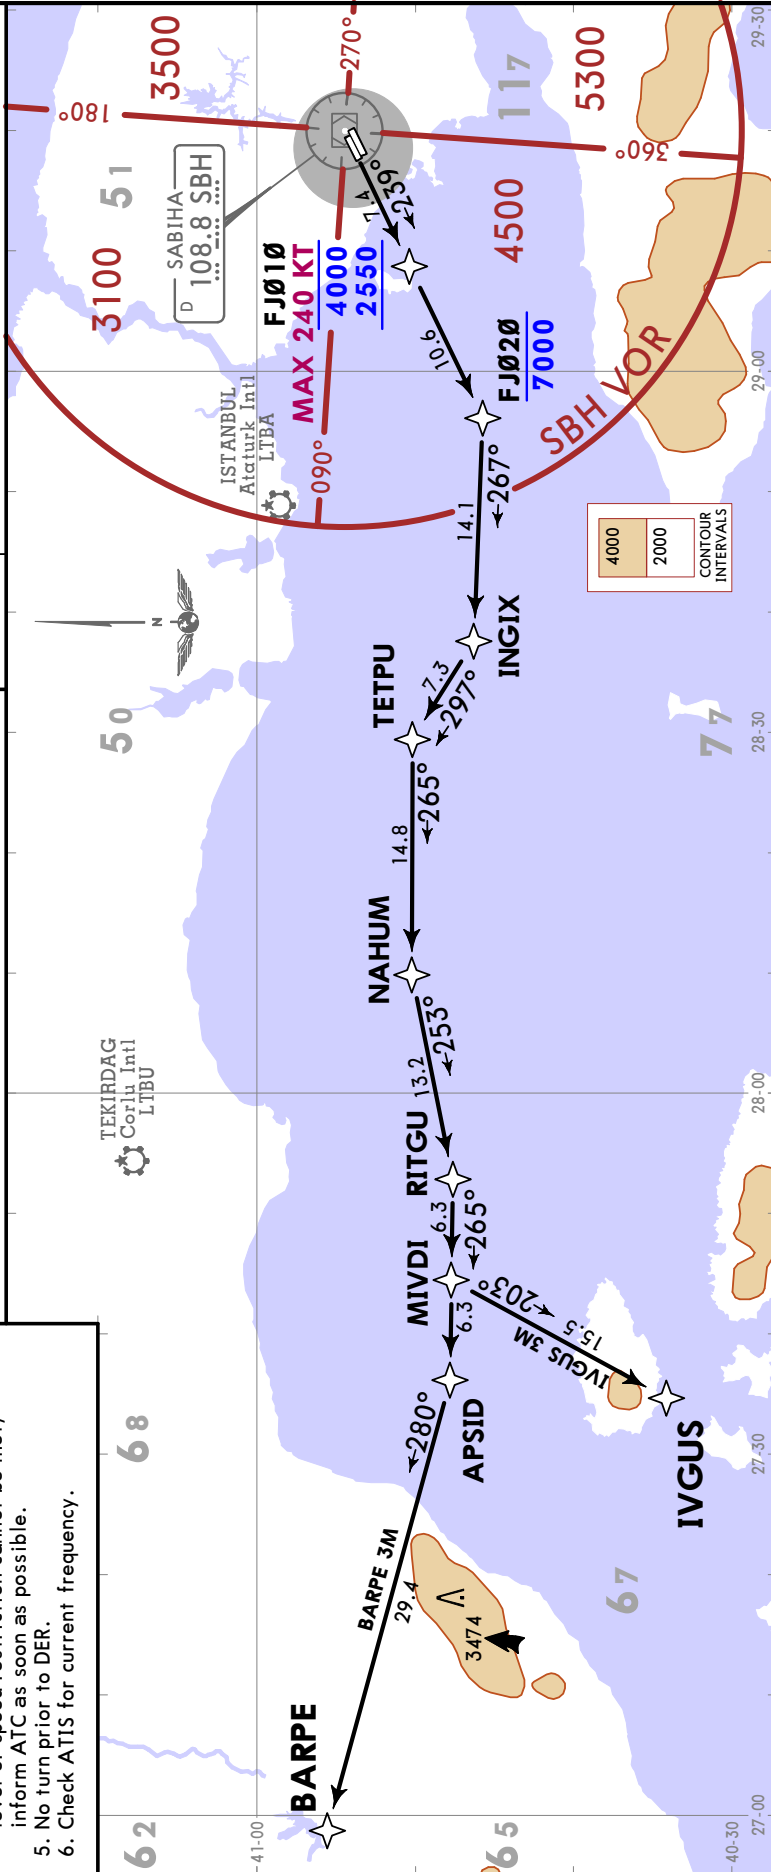 inform ATC as soon as possible.
5. No turn prior to DER.
6. Check ATIS for current frequency.
62
68
50
51
3100
3500
180°
SABIHA
D
108.8 SBH
TEKIRDAG
Corlu Intl
LTBU
N
ISTANBUL
Ataturk Intl
LTBA
41-00
090°
270°
FJØ1Ø
MAX 240 KT
4000
2550
7.4
239°
BARPE
BARPE 3M
29.4
280°
APSID
6.3
MIVDI
6.3
265°
RITGU
13.2
253°
NAHUM
14.8
265°
TETPU
7.3
297°
INGIX
14.1
267°
10.6
FJØ2Ø
7000
4500
117
5300
360°
SBH VOR
3474
65
67
IVGUS 3M
15.5
203°
IVGUS
4000
2000
CONTOUR
INTERVALS
77
40-30
27-00
27-30
28-00
28-30
29-00
29-30